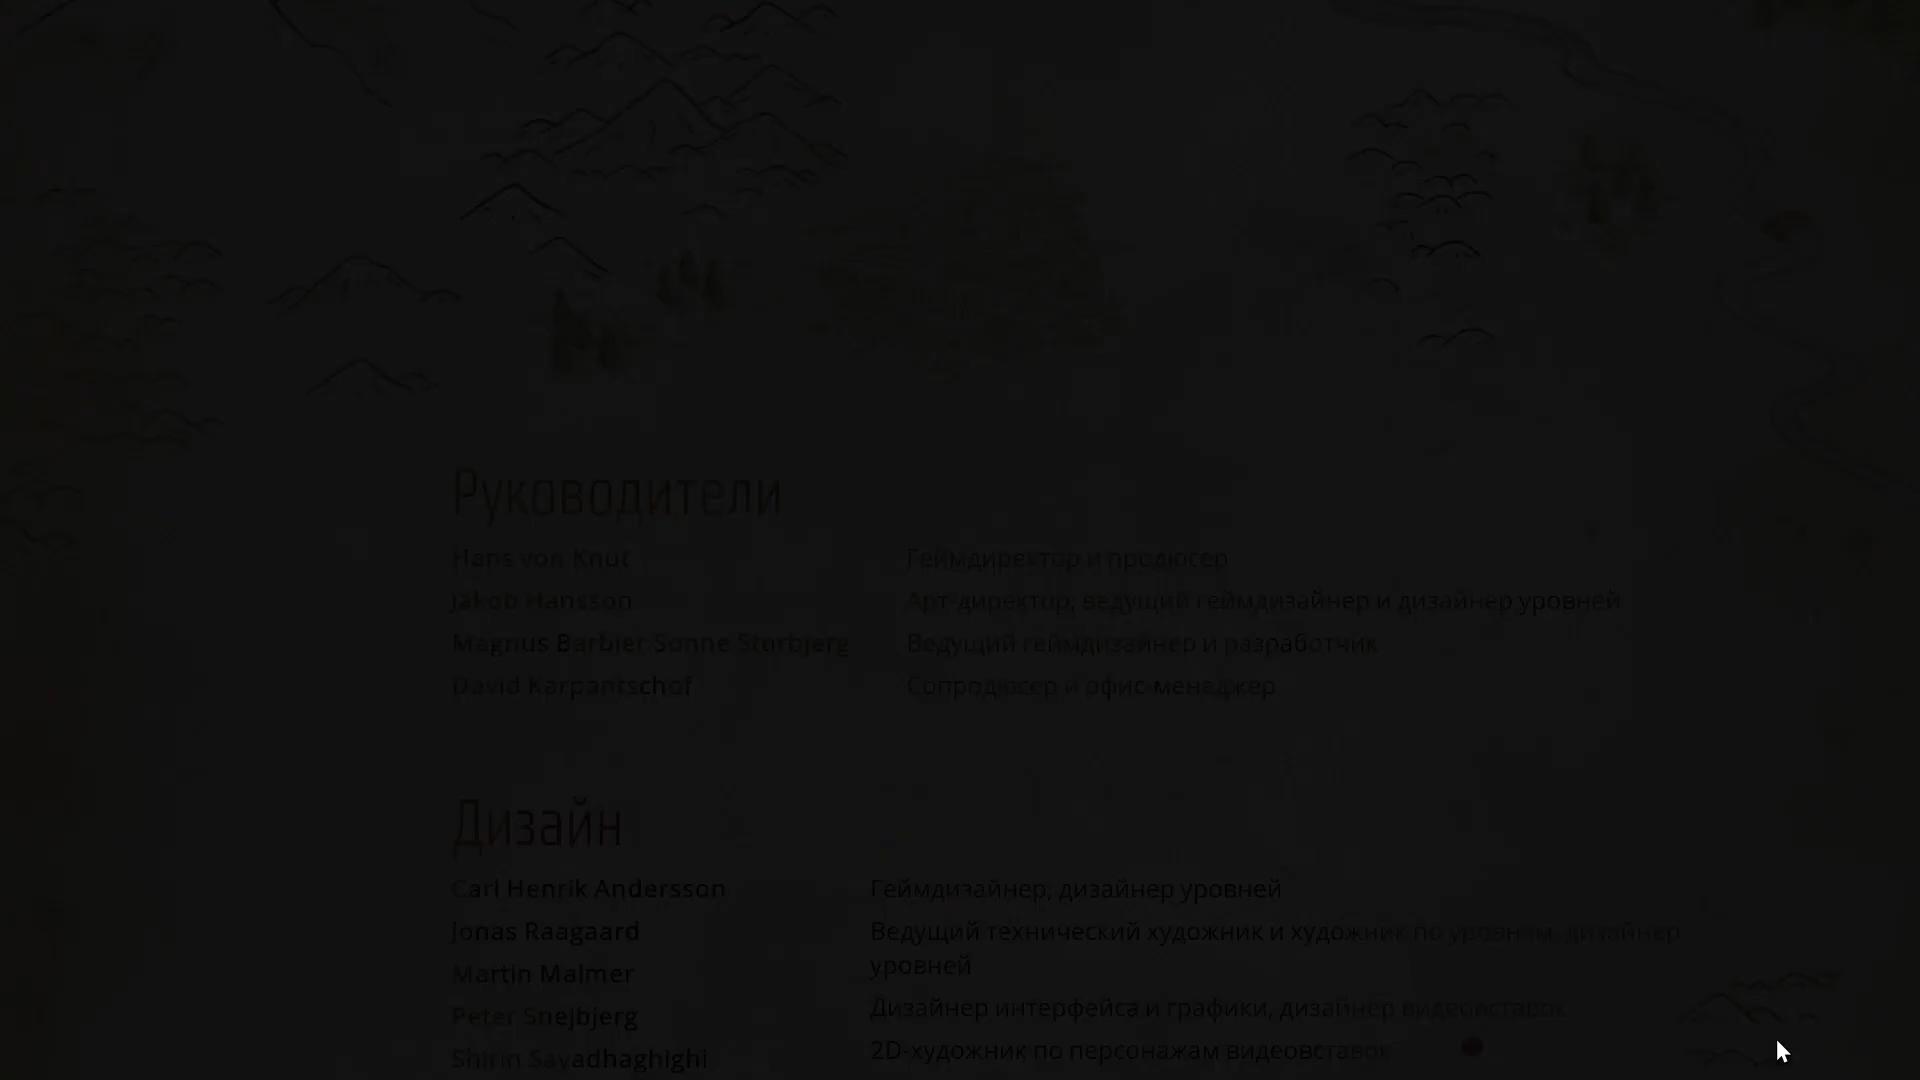 Руководители
Hans von Knut Геймдиректор и продюсер
Jakob Hansson Арт-директор, ведущий геймдизайнер и дизайнер уровней
Magnus Barbier Sonne Sturbjerg Ведущий геймдизайнер и разработчик
David Karpantschof Сопродюсер и офис-менеджер
Дизайн
Carl Henrik Andersson Геймдизайнер, дизайнер уровней
Jonas Raagaard Ведущий технический художник и художник по уровням, дизайнер
уровней
Martin Malmer
Дизайнер интерфейса и графики, дизайнер видеовставок
Peter Snejbjerg
2D-художник по персонажам видеовставок
Shirin Savadhaghighi